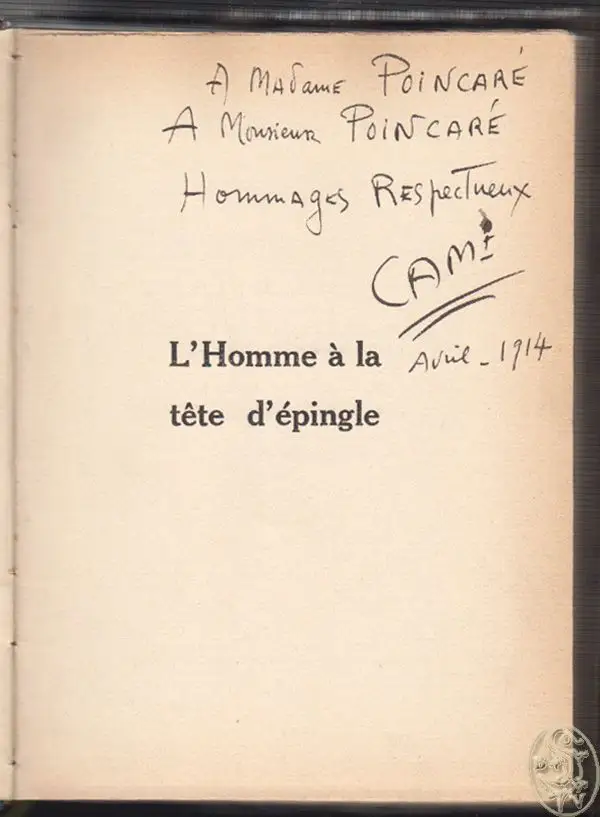 A Madame POINCARÉ
A Monsieur POINCARÉ
Hommages Respectueux
CAMI
Avril - 1914
L'Homme à la
tête d'épingle